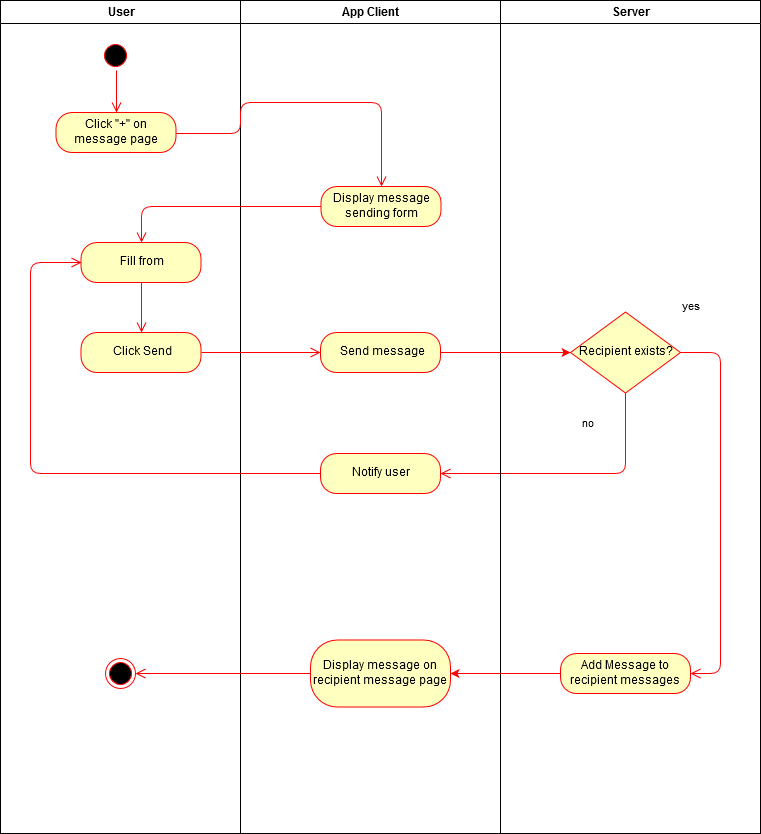 User
App Client
Server
Click "+" on
message page
Display message
sending form
Fill from
Click Send
Send message
Recipient exists?
yes
no
Notify user
Display message on
recipient message page
Add Message to
recipient messages